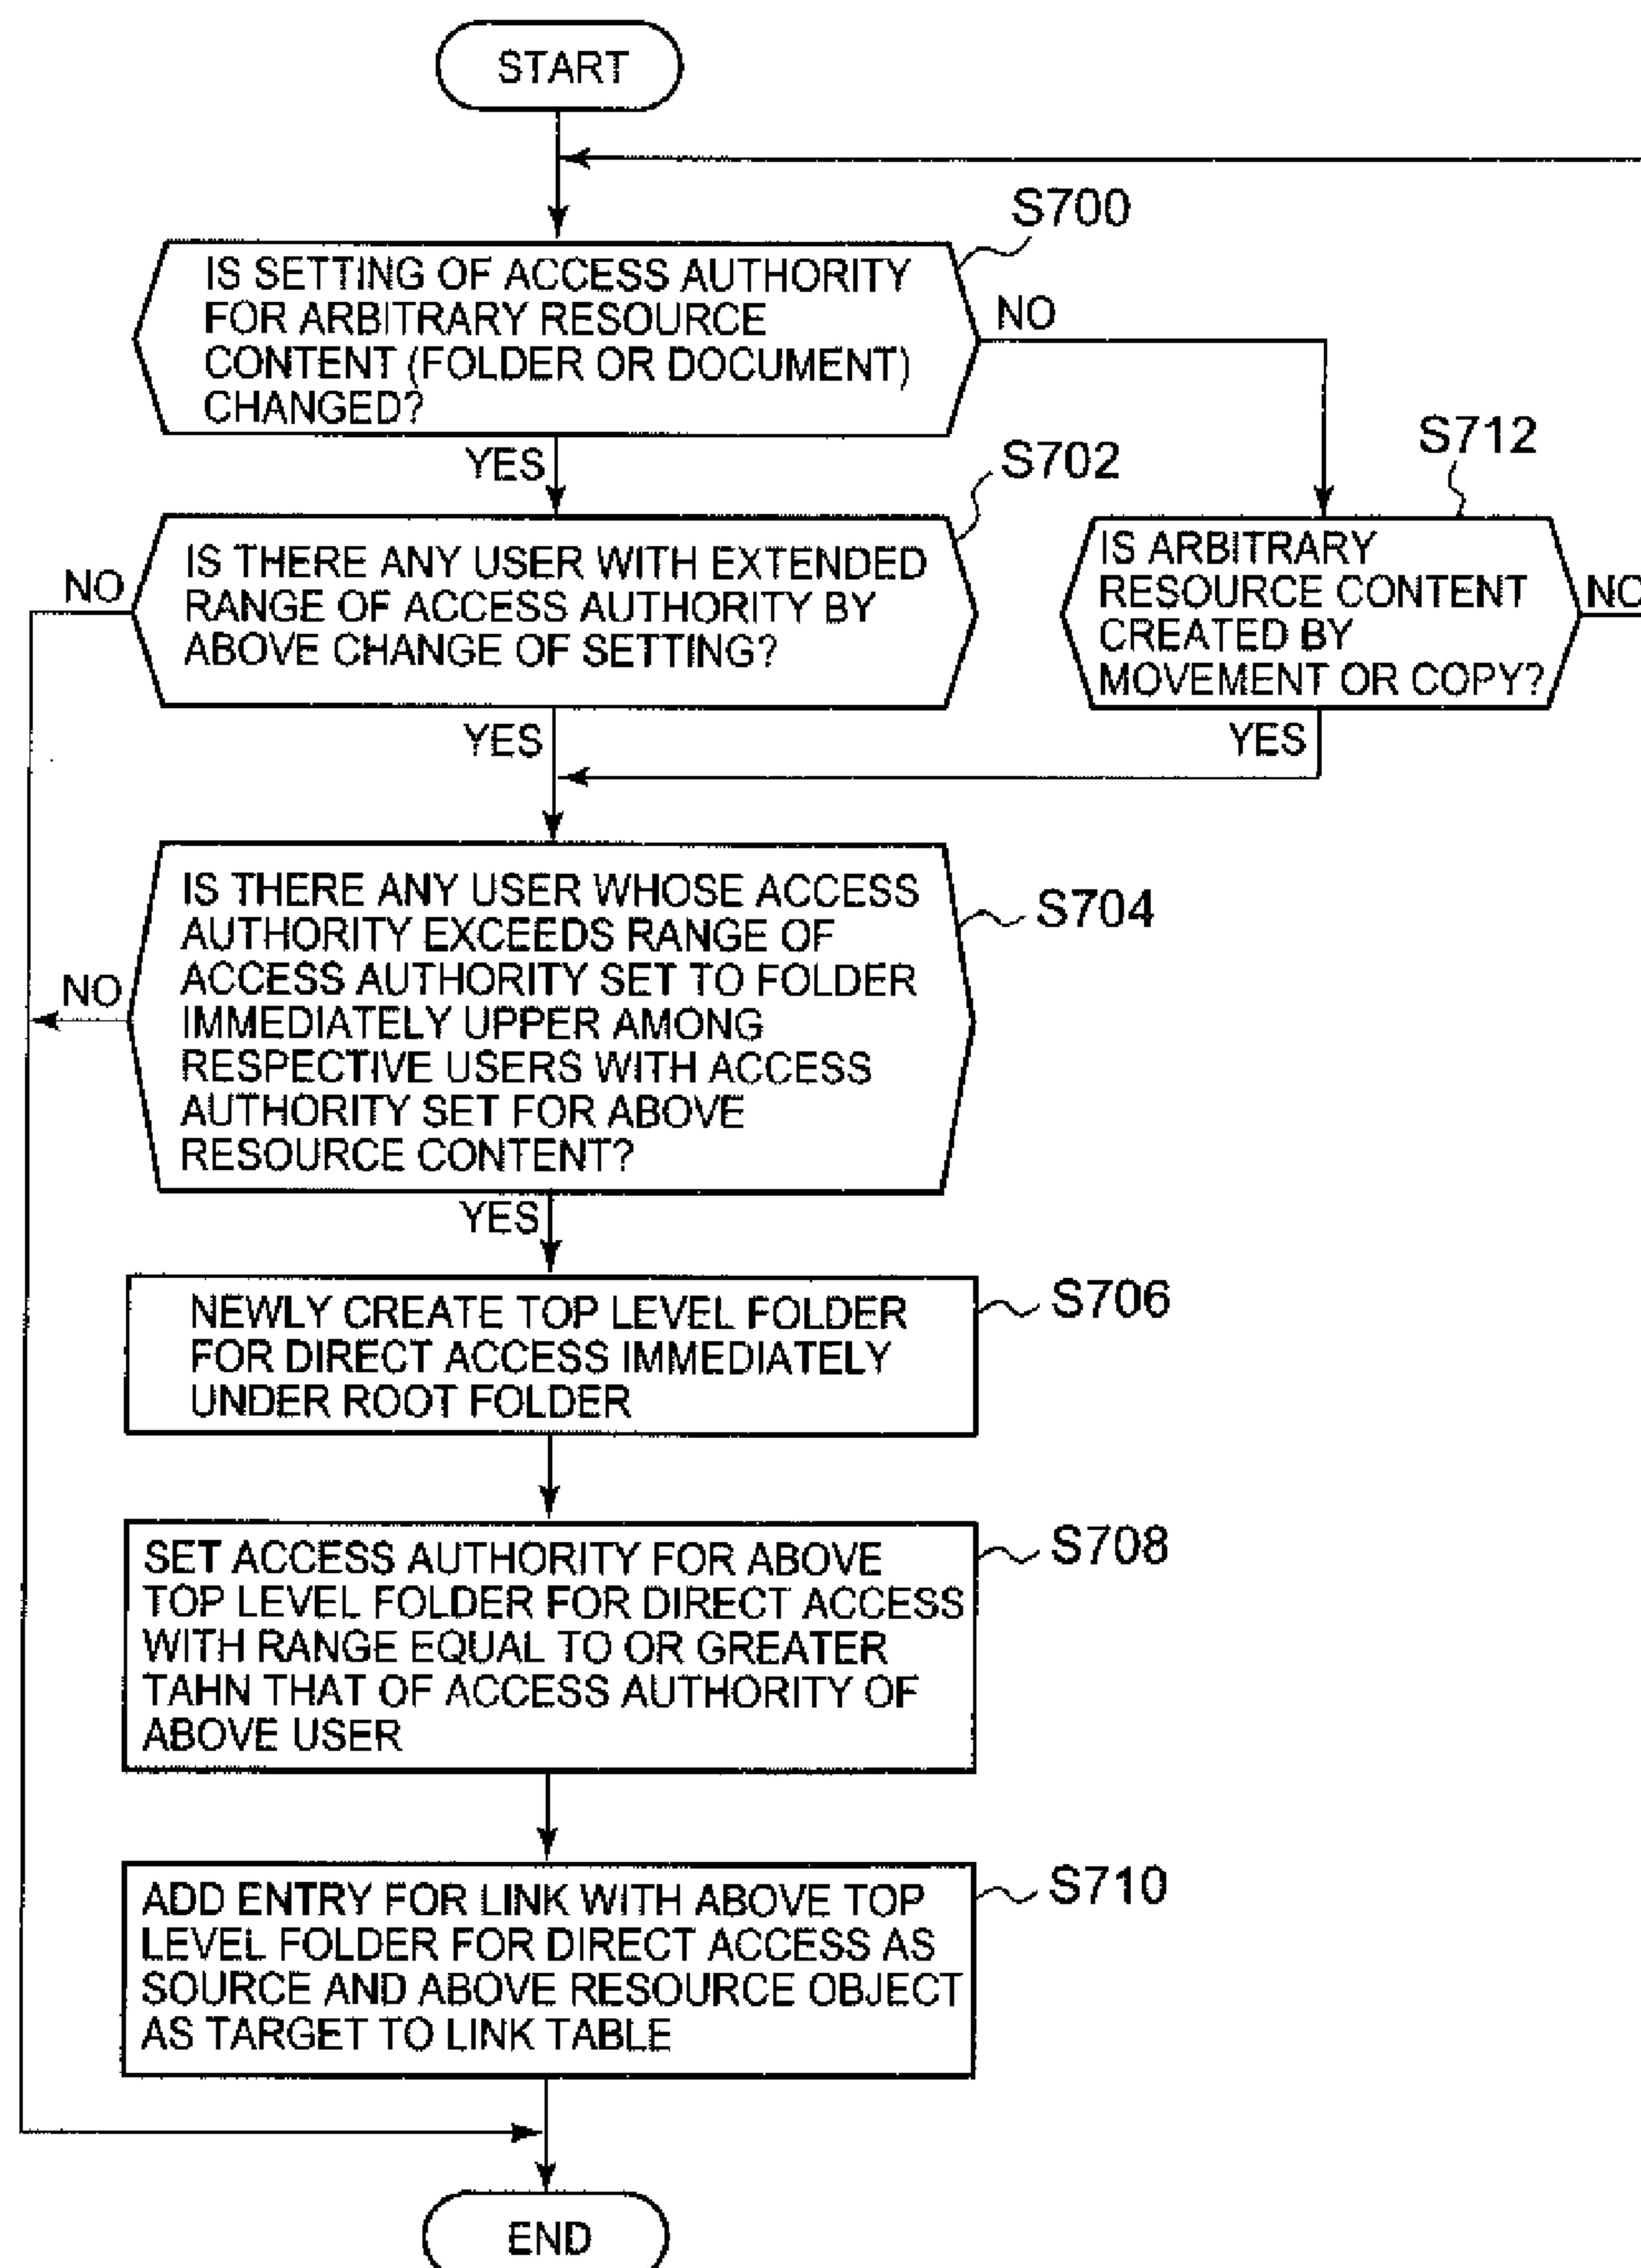 START
S700
IS SETTING OF ACCESS AUTHORITY
FOR ARBITRARY RESOURCE
CONTENT (FOLDER OR DOCUMENT)
CHANGED?
NO
YES
S702
S712
IS THERE ANY USER WITH EXTENDED
RANGE OF ACCESS AUTHORITY BY
ABOVE CHANGE OF SETTING?
NO
YES
IS ARBITRARY
RESOURCE CONTENT
CREATED BY
MOVEMENT OR COPY?
NO
YES
IS THERE ANY USER WHOSE ACCESS
AUTHORITY EXCEEDS RANGE OF
ACCESS AUTHORITY SET TO FOLDER
IMMEDIATELY UPPER AMONG
RESPECTIVE USERS WITH ACCESS
AUTHORITY SET FOR ABOVE
RESOURCE CONTENT?
S704
NO
YES
NEWLY CREATE TOP LEVEL FOLDER
FOR DIRECT ACCESS IMMEDIATELY
UNDER ROOT FOLDER
S706
SET ACCESS AUTHORITY FOR ABOVE
TOP LEVEL FOLDER FOR DIRECT ACCESS
WITH RANGE EQUAL TO OR GREATER
TAHN THAT OF ACCESS AUTHORITY OF
ABOVE USER
S708
ADD ENTRY FOR LINK WITH ABOVE TOP
LEVEL FOLDER FOR DIRECT ACCESS AS
SOURCE AND ABOVE RESOURCE OBJECT
AS TARGET TO LINK TABLE
S710
END